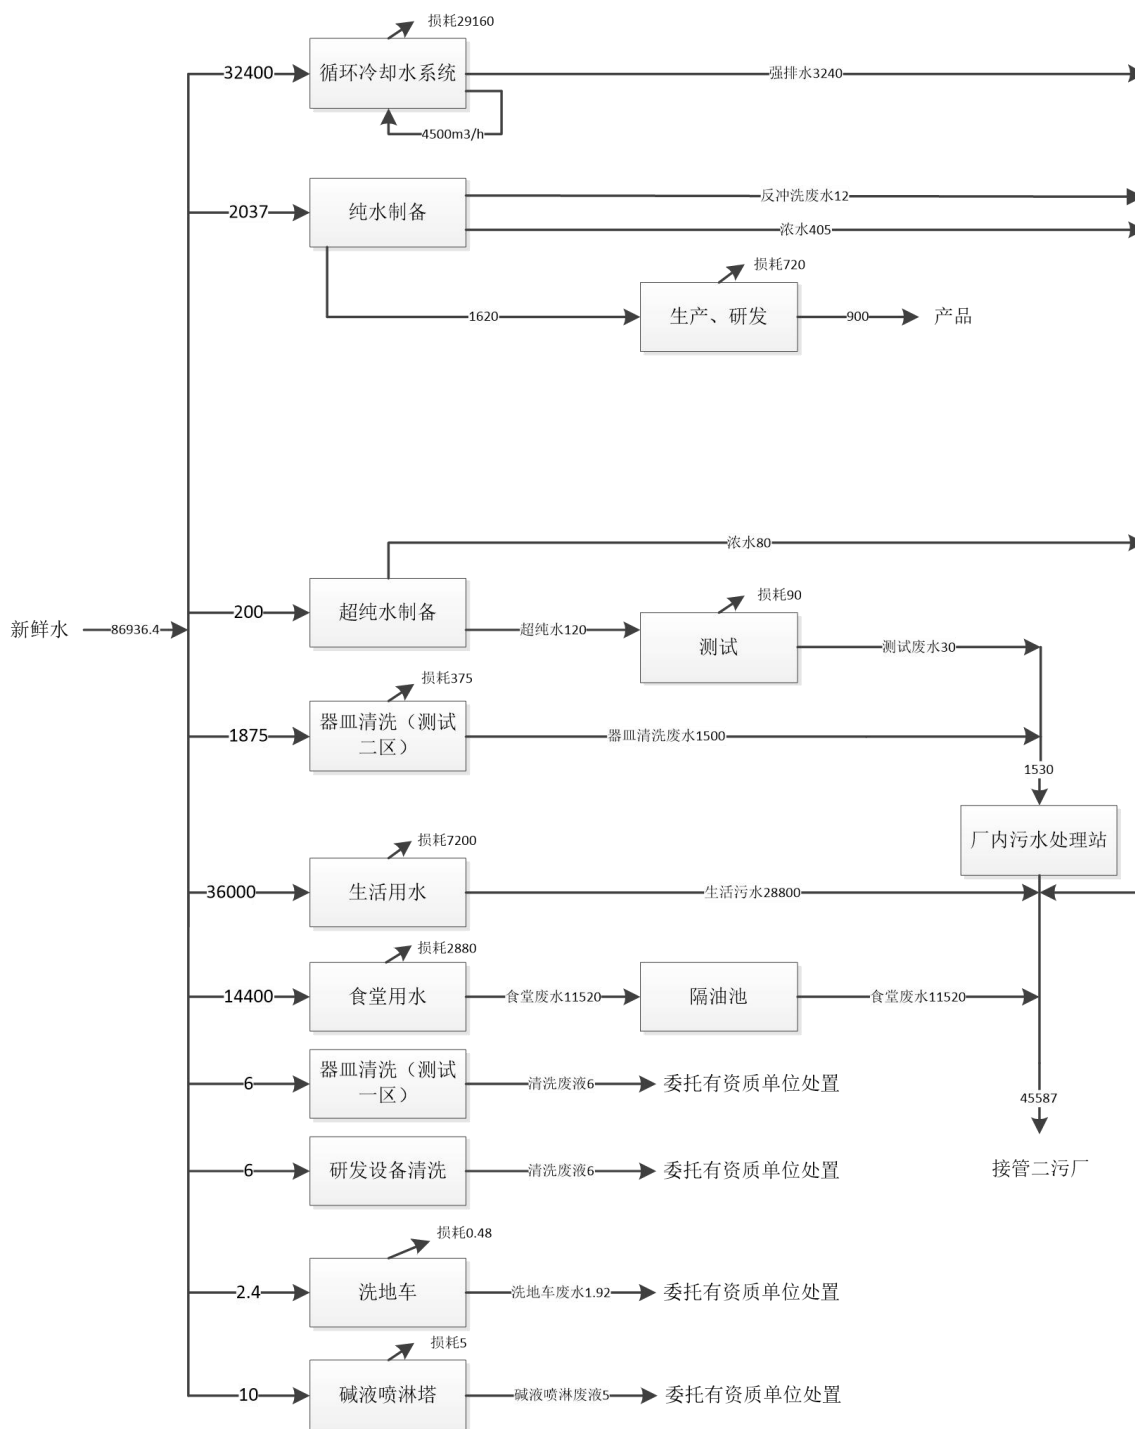 损耗29160
32400
循环冷却水系统
强排水3240
4500m3/h
2037
纯水制备
反冲洗废水12
浓水405
损耗720
1620
生产、研发
900
产品
浓水80
200
超纯水制备
超纯水120
损耗90
测试
测试废水30
新鲜水
86936.4
损耗375
1875
器皿清洗（测试
二区）
器皿清洗废水1500
1530
厂内污水处理站
损耗7200
36000
生活用水
生活污水28800
损耗2880
14400
食堂用水
食堂废水11520
隔油池
食堂废水11520
6
器皿清洗（测试
一区）
清洗废液6
委托有资质单位处置
45587
接管二污厂
6
研发设备清洗
清洗废液6
委托有资质单位处置
损耗0.48
2.4
洗地车
洗地车废水1.92
委托有资质单位处置
损耗5
10
碱液喷淋塔
碱液喷淋废液5
委托有资质单位处置